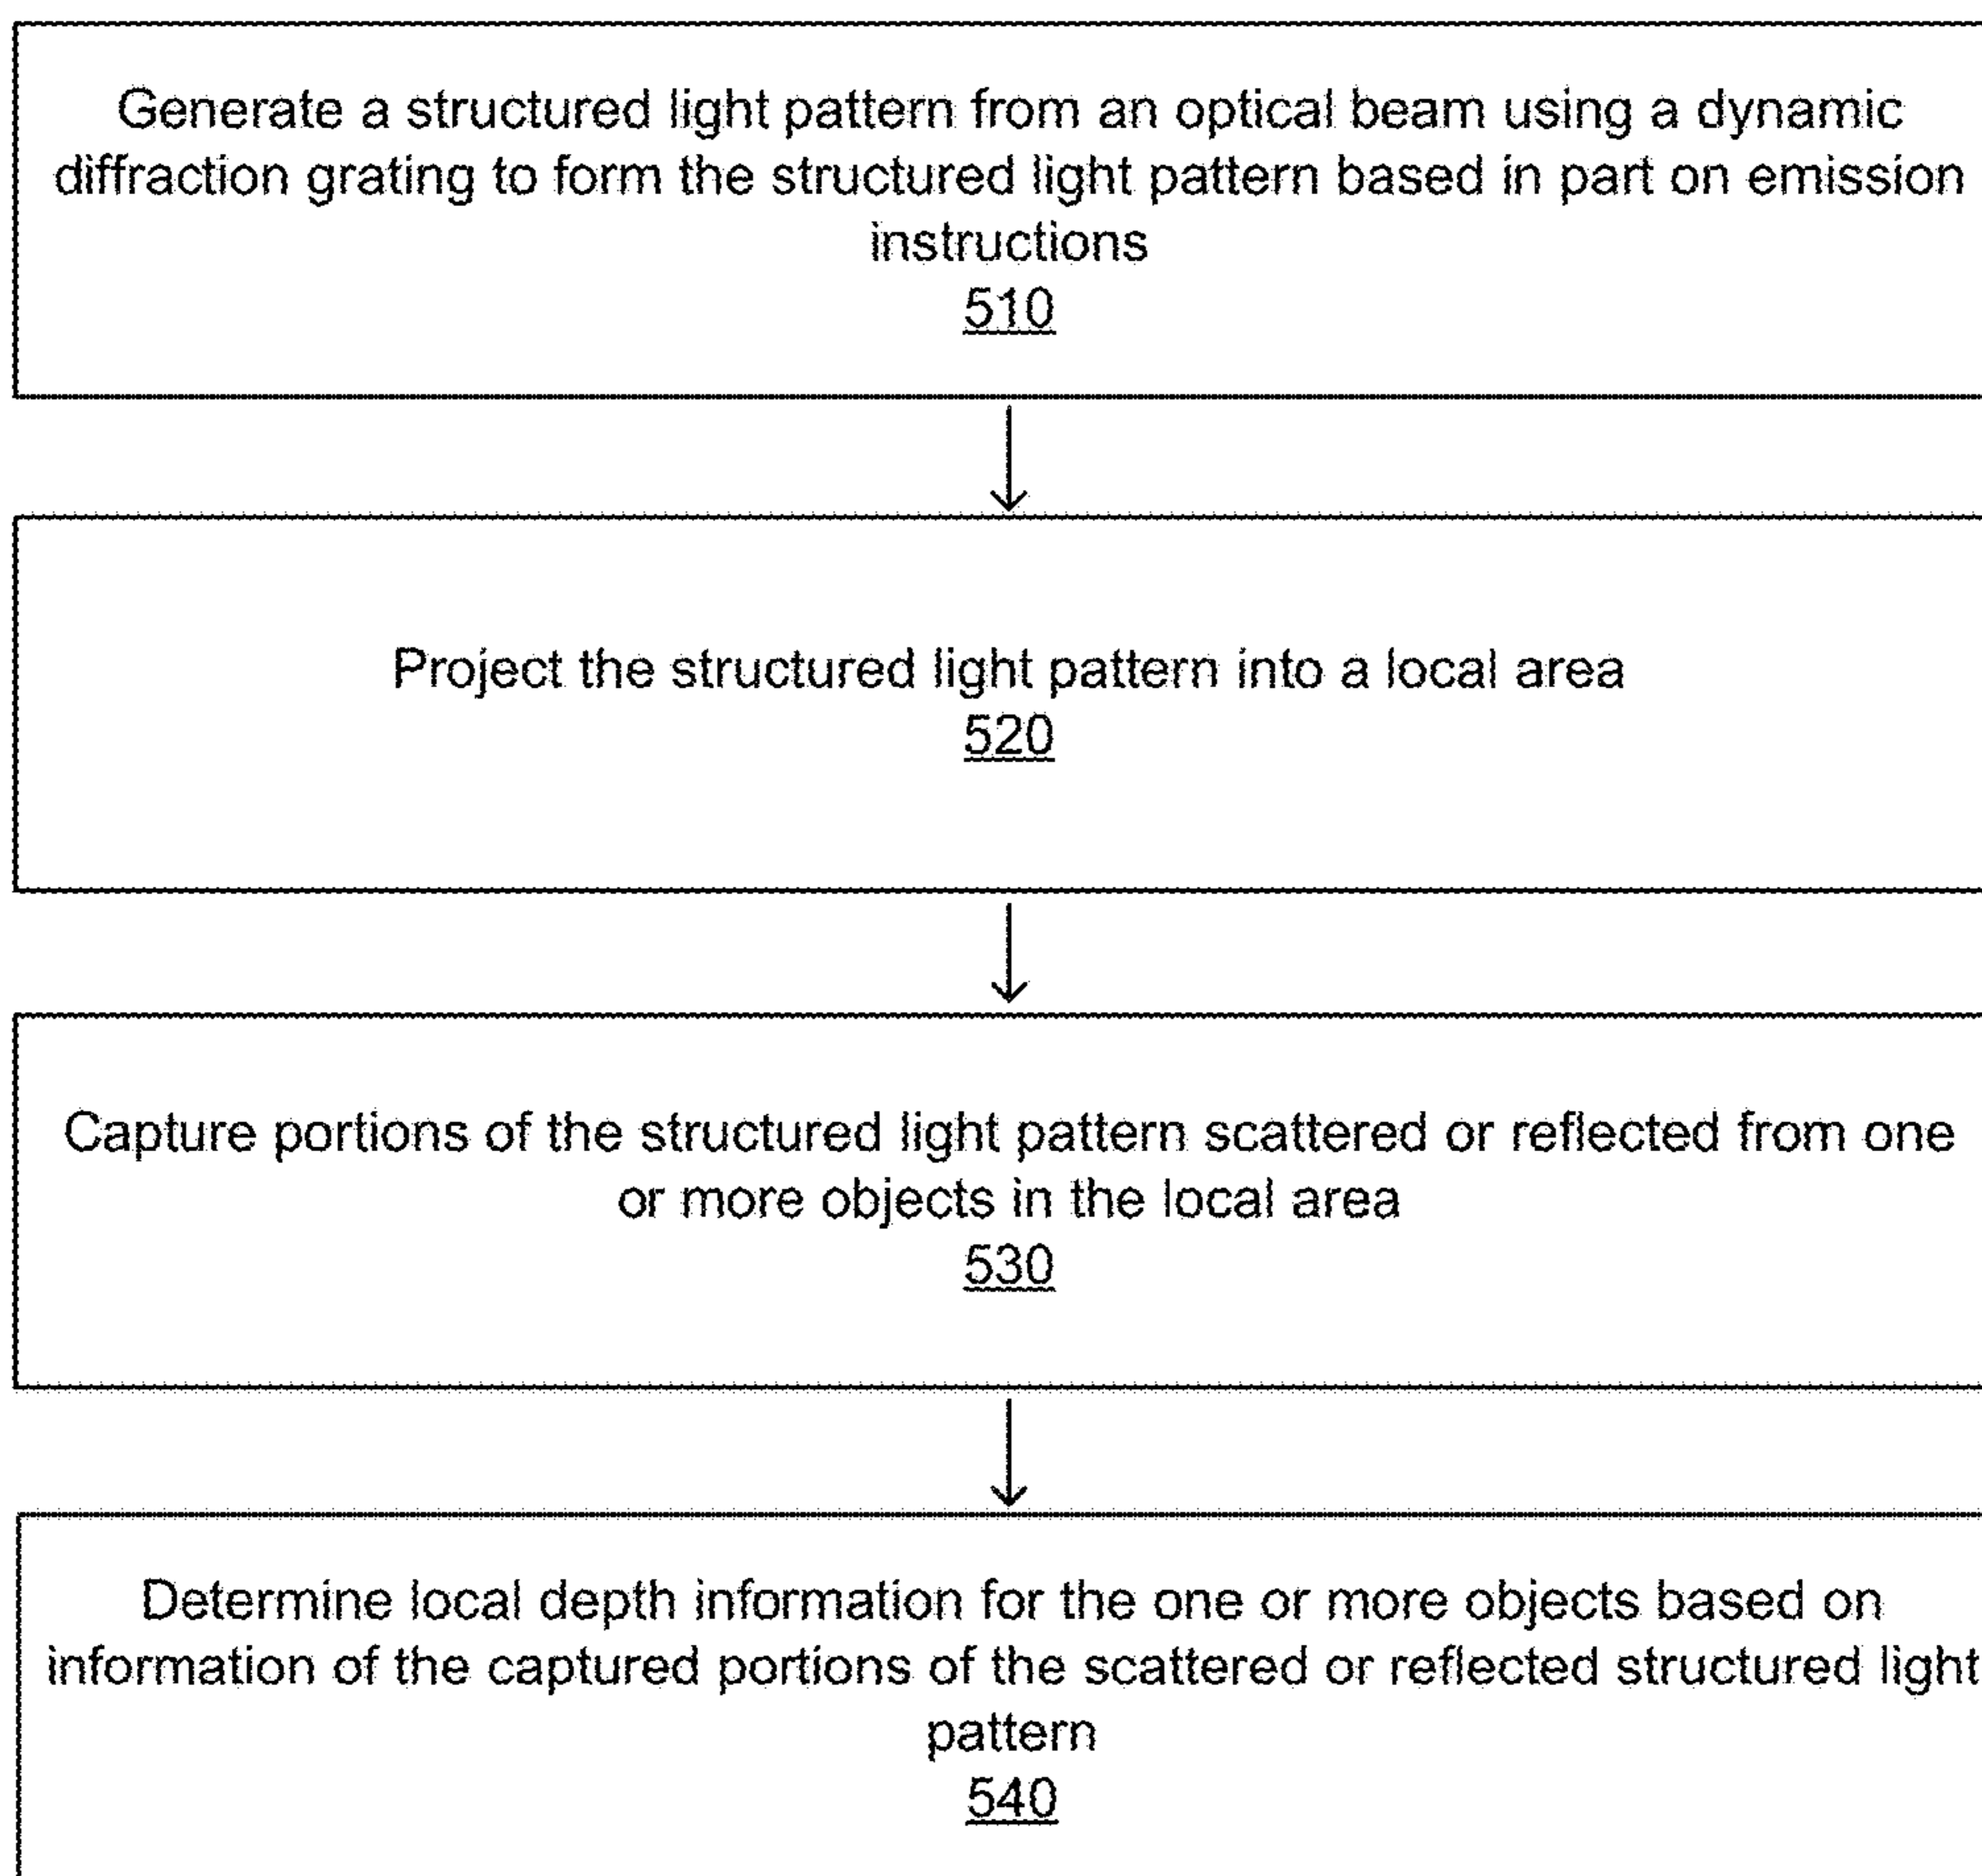 Generate a structured light pattern from an optical beam using a dynamic
diffraction grating to form the structured light pattern based in part on emission
instructions
510
Project the structured light pattern into a local area
520
Capture portions of the structured light pattern scattered or reflected from one
or more objects in the local area
530
Determine local depth information for the one or more objects based on
information of the captured portions of the scattered or reflected structured light
pattern
540